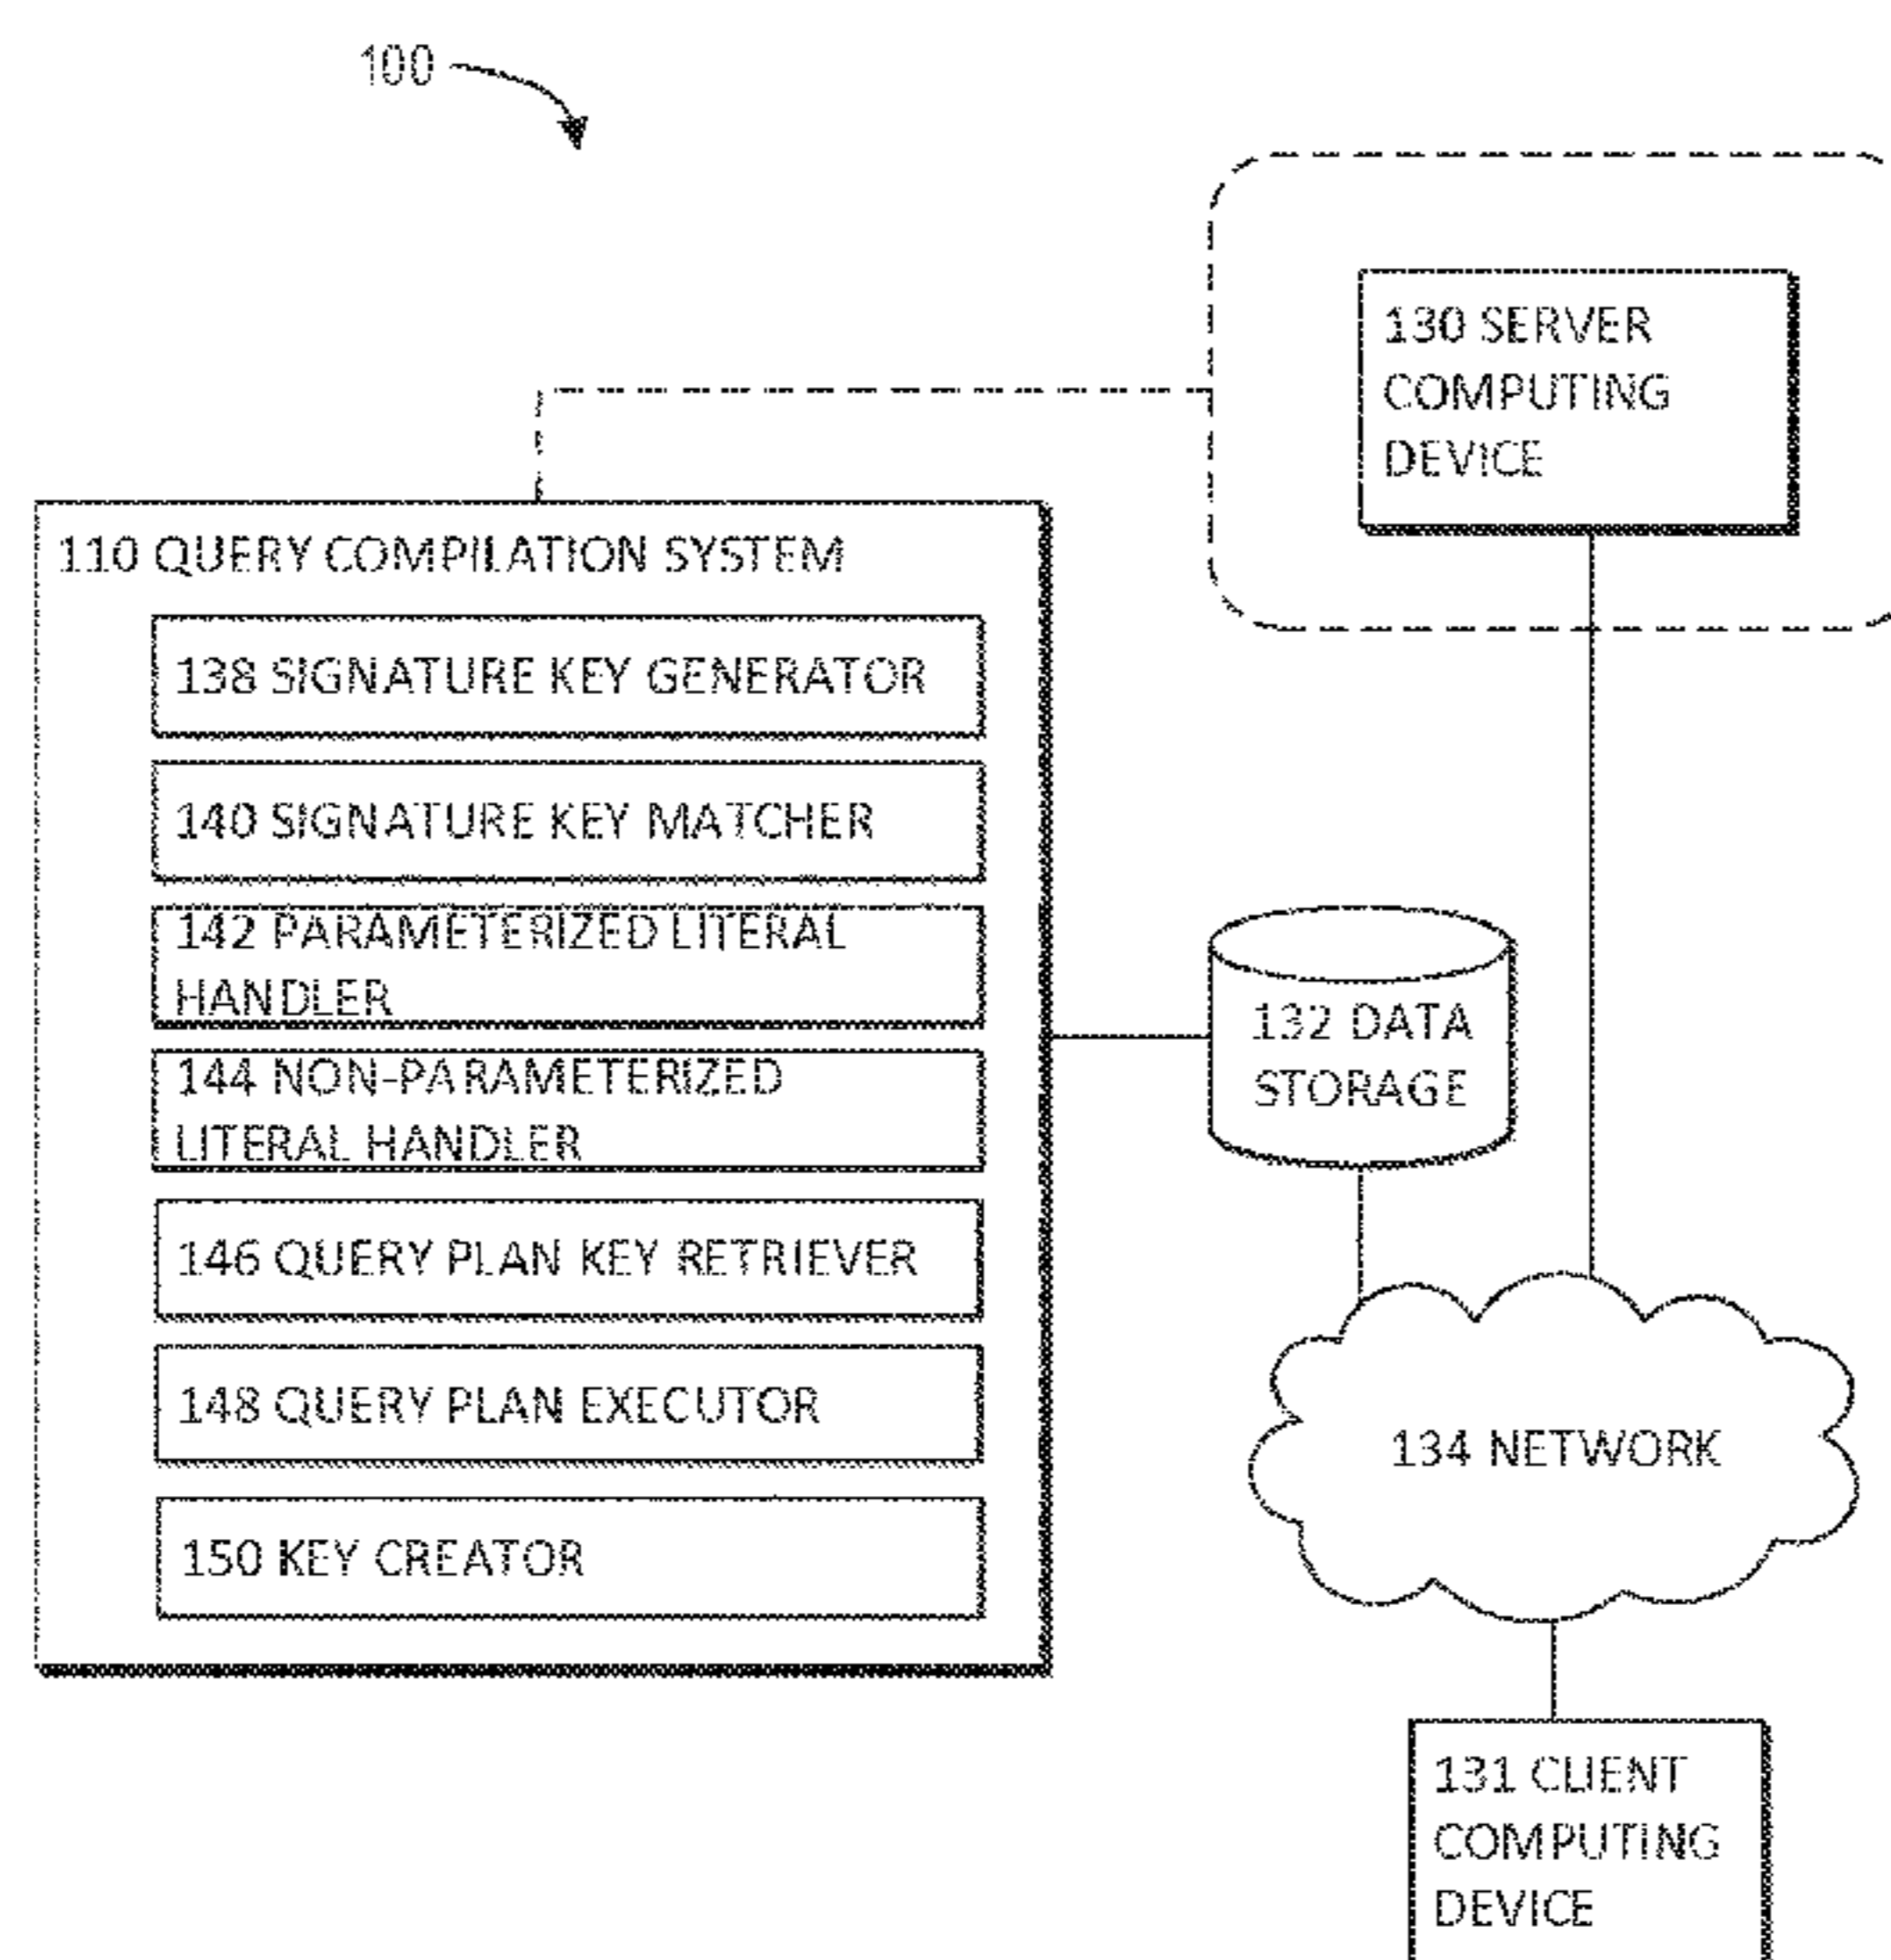 100
130 SERVER
COMPUTING
DEVICE
110 QUERY COMPILATION SYSTEM
138 SIGNATURE KEY GENERATOR
140 SIGNATURE KEY MATCHER
142 PARAMETERIZED LITERAL
HANDLER
144 NON-PARAMETERIZED
LITERAL HANDLER
146 QUERY PLAN KEY RETRIEVER
148 QUERY PLAN EXECUTOR
150 KEY CREATOR
132 DATA
STORAGE
134 NETWORK
131 CLIENT
COMPUTING
DEVICE